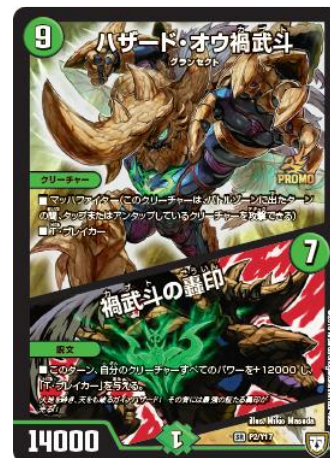 9
ハザード・オウ禍武斗
カブト
グランセクト
PROMO
クリーチャー
■マッハファイター(このクリーチャーは、バトルゾーンに出たターン
の間、タップまたはアンタップしているクリーチャーを攻撃できる)
■T・ブレイカー
7
禍武斗の轟印
呪文
■このターン、自分のクリーチャーすべてのパワーを+12000し、
「T・ブレイカー」を与える。
14000
illus. Mikio Masuda
P2/Y17